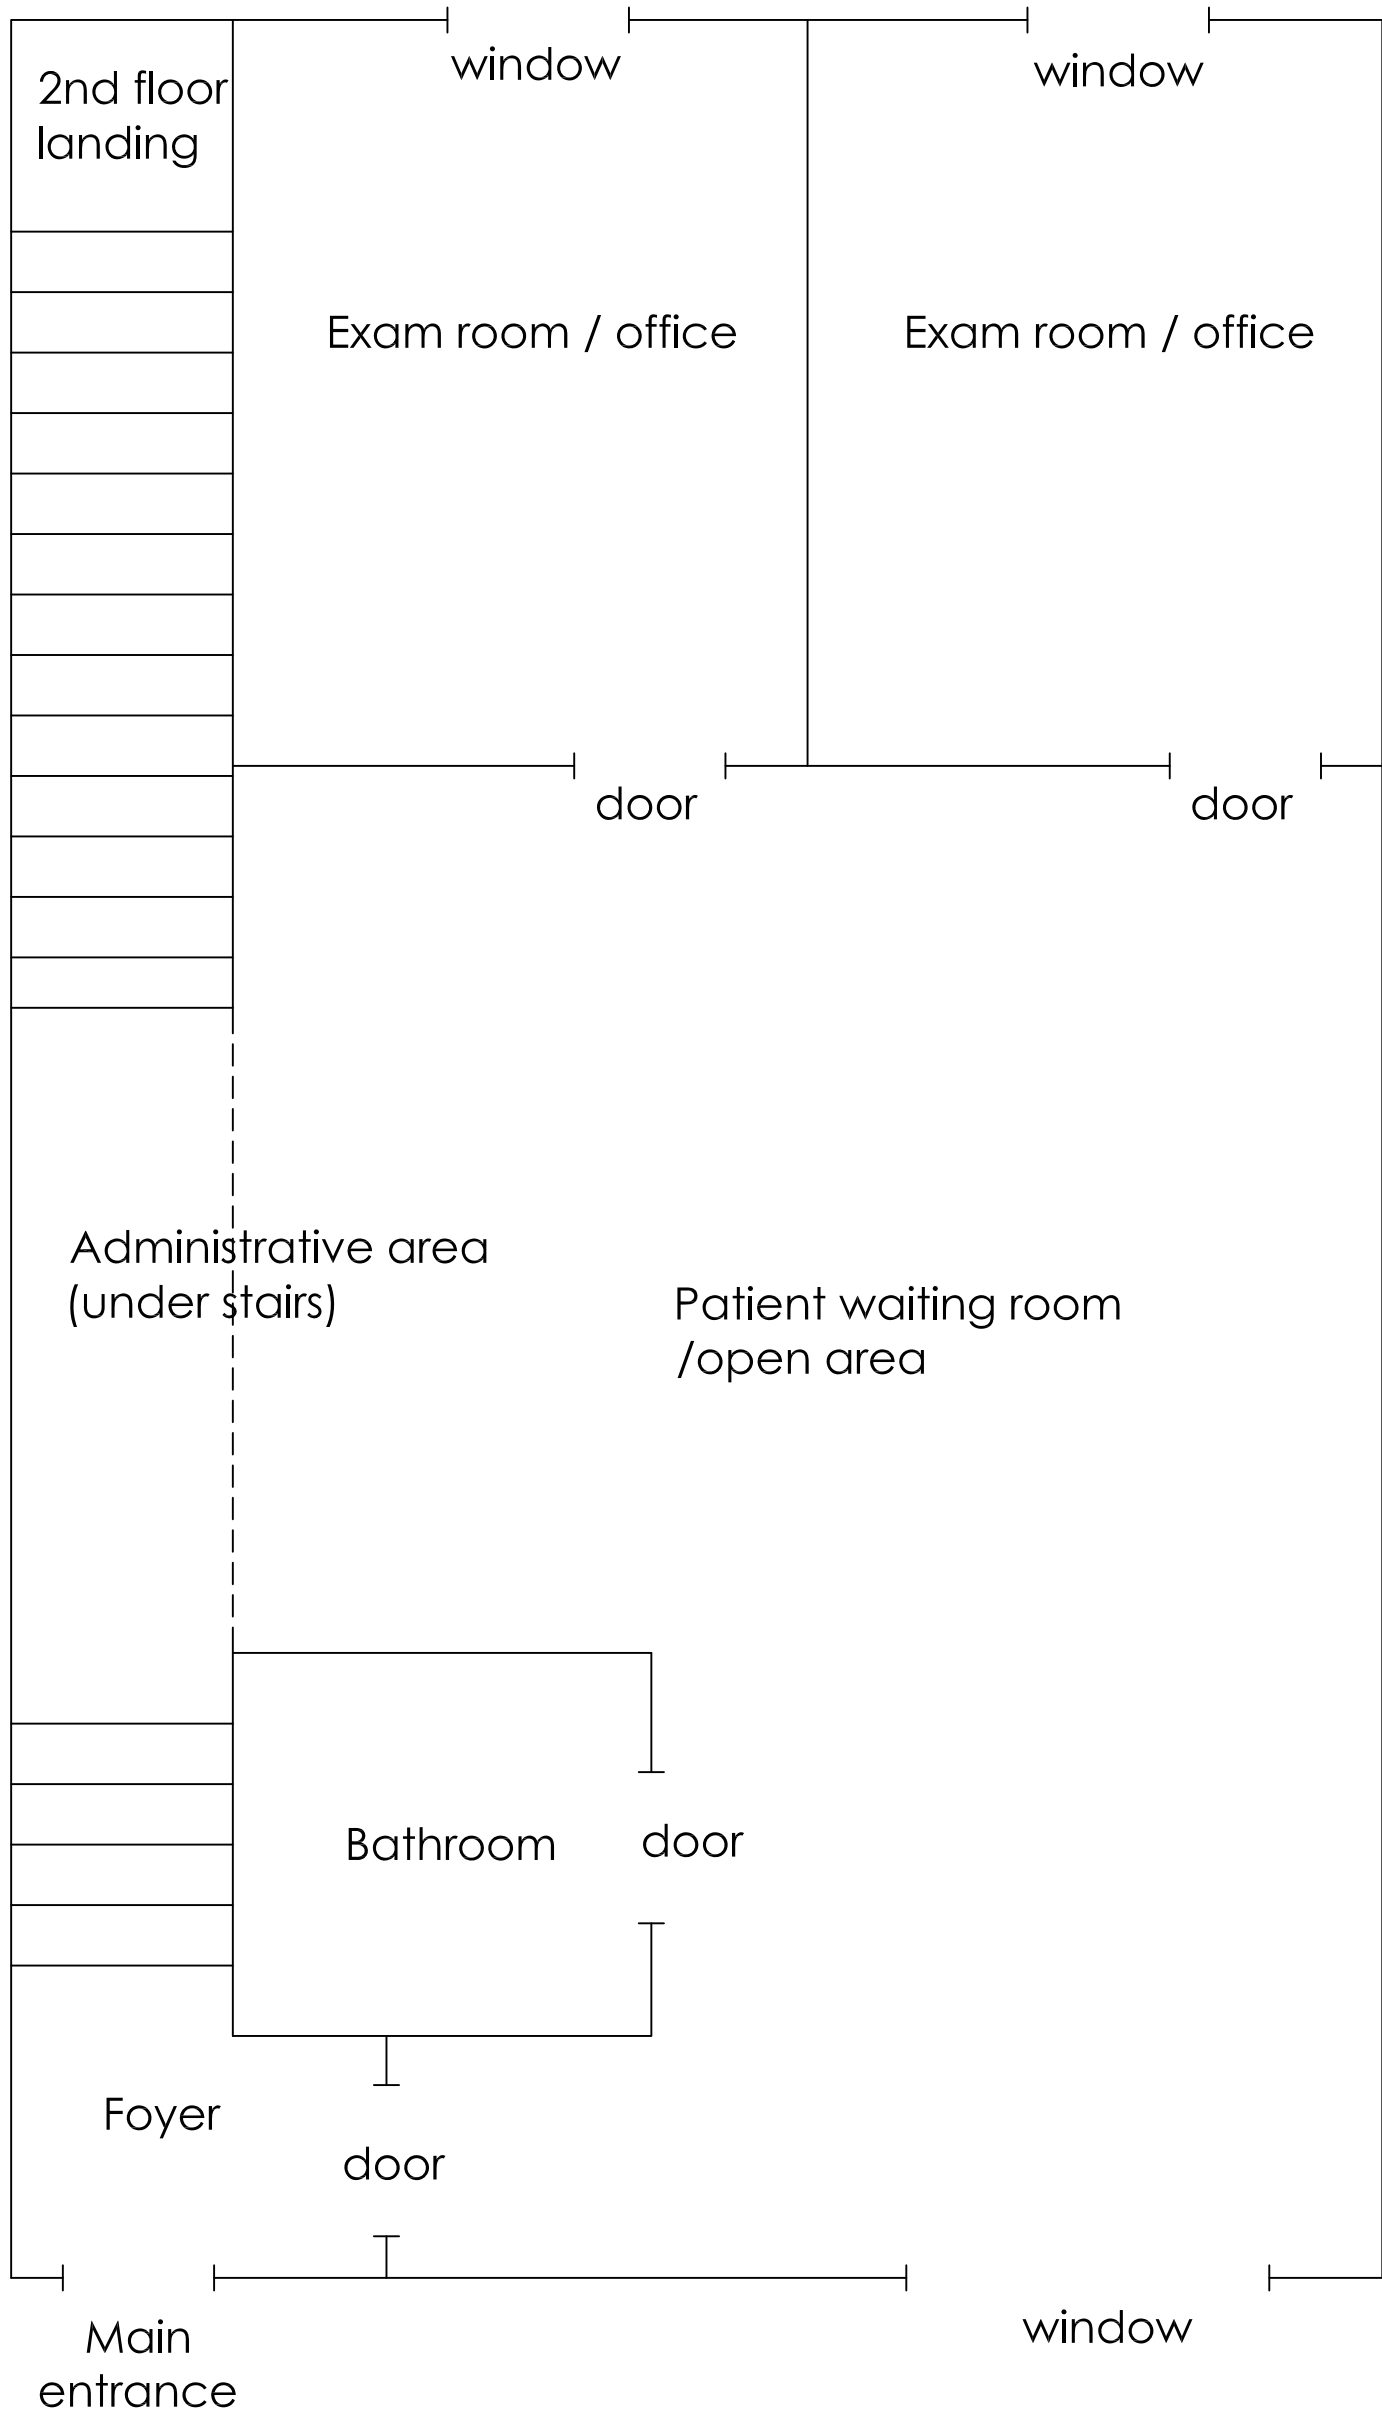 window
window
2nd floor
landing
Exam room / office
Exam room / office
door
door
Administrative area
(under stairs)
Patient waiting room
/open area
Bathroom
door
Foyer
door
Main
entrance
window